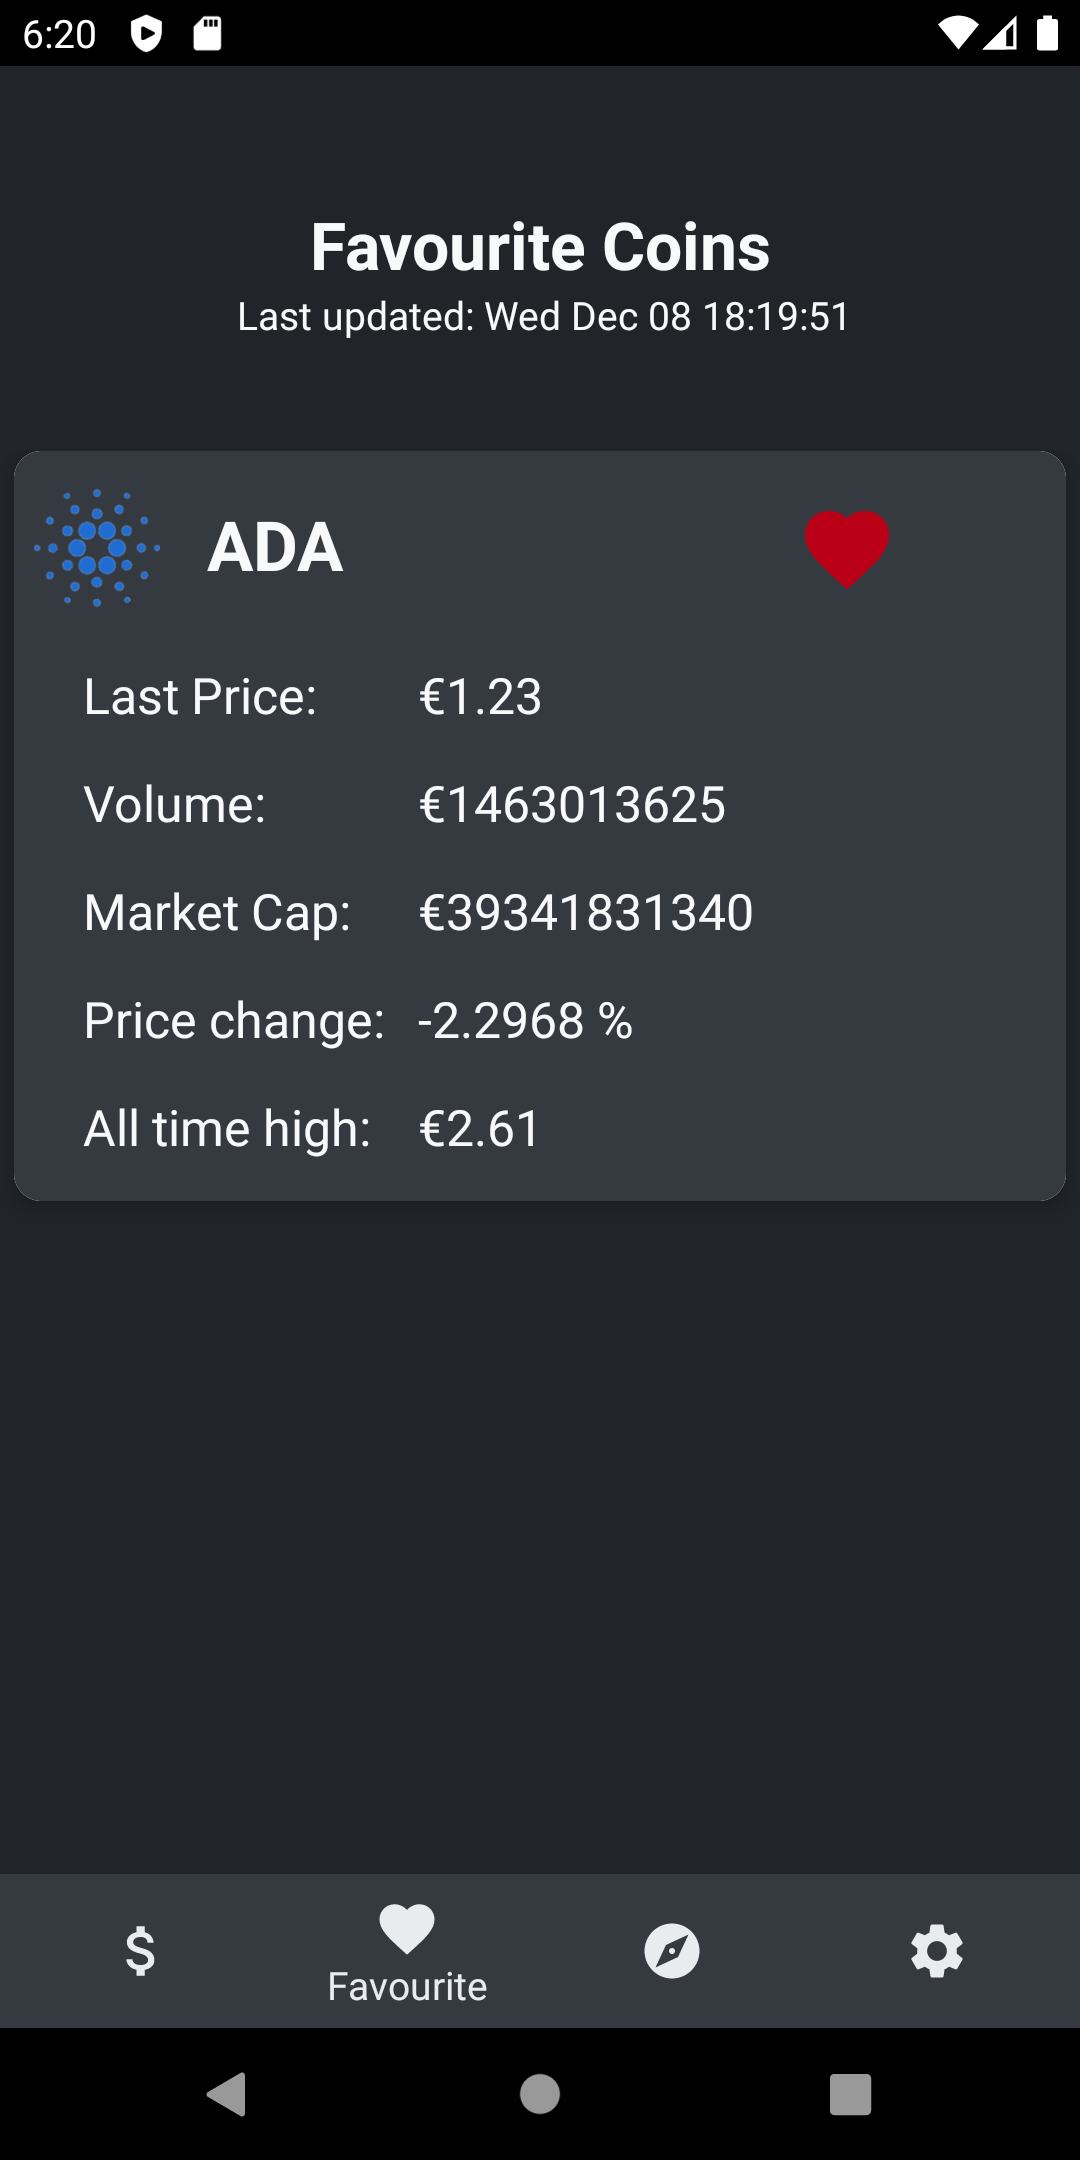 6:20
Favourite Coins
Last updated: Wed Dec 08 18:19:51
ADA
Last Price: €1.23
Volume: €1463013625
Market Cap: €39341831340
Price change: -2.2968 %
All time high: €2.61
$
Favourite